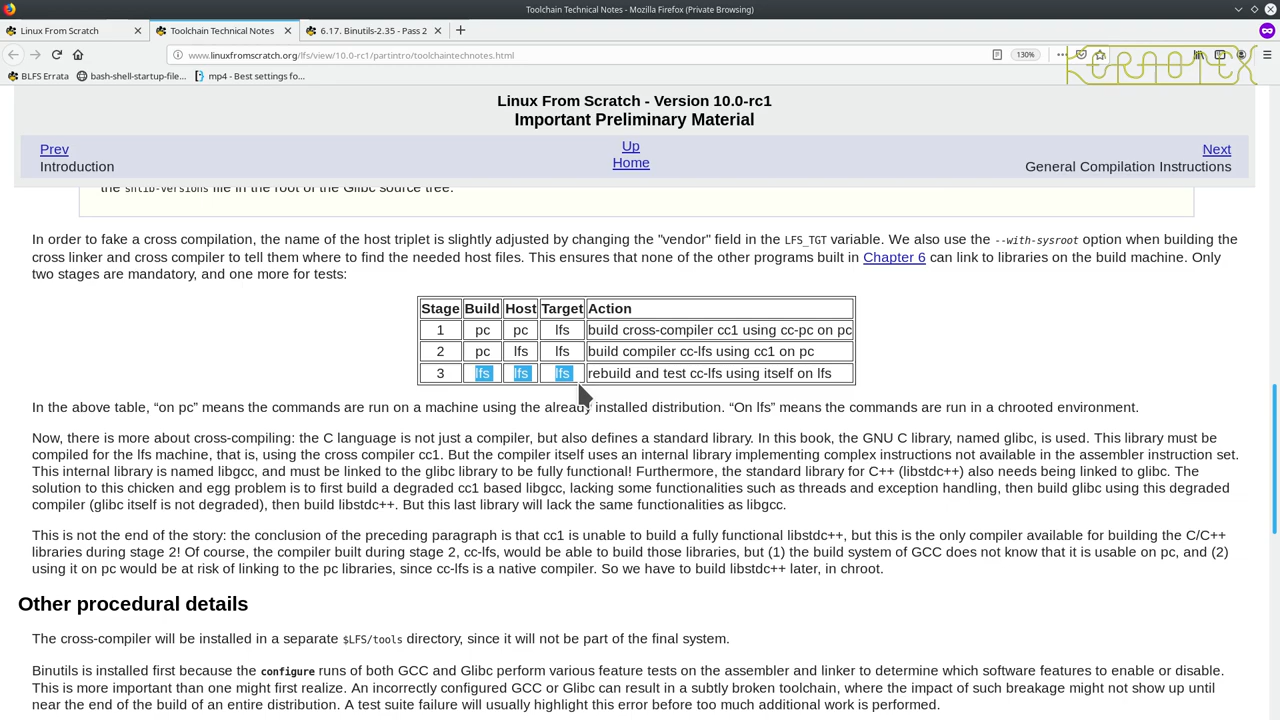 Toolchain Technical Notes - Mozilla Firefox (Private Browsing)
Linux From Scratch
Toolchain Technical Notes
6.17. Binutils-2.35 - Pass 2
www.linuxfromscratch.org/lfs/view/10.0-rc1/partintro/toolchaintechnotes.html
130%
BLFS Errata
bash-shell-startup-file...
mp4 - Best settings fo...
Linux From Scratch - Version 10.0-rc1
Important Preliminary Material
Prev
Up
Next
Introduction
Home
General Compilation Instructions
the shlib-versions file in the root of the Glibc source tree.
In order to fake a cross compilation, the name of the host triplet is slightly adjusted by changing the "vendor" field in the LFS_TGT variable. We also use the --with-sysroot option when building the
cross linker and cross compiler to tell them where to find the needed host files. This ensures that none of the other programs built in Chapter 6 can link to libraries on the build machine. Only
two stages are mandatory, and one more for tests:
Stage Build Host Target Action
1 pc pc lfs build cross-compiler cc1 using cc-pc on pc
2 pc lfs lfs build compiler cc-lfs using cc1 on pc
3 lfs lfs lfs rebuild and test cc-lfs using itself on lfs
In the above table, “on pc” means the commands are run on a machine using the already installed distribution. “On lfs” means the commands are run in a chrooted environment.
Now, there is more about cross-compiling: the C language is not just a compiler, but also defines a standard library. In this book, the GNU C library, named glibc, is used. This library must be
compiled for the lfs machine, that is, using the cross compiler cc1. But the compiler itself uses an internal library implementing complex instructions not available in the assembler instruction set.
This internal library is named libgcc, and must be linked to the glibc library to be fully functional! Furthermore, the standard library for C++ (libstdc++) also needs being linked to glibc. The
solution to this chicken and egg problem is to first build a degraded cc1 based libgcc, lacking some functionalities such as threads and exception handling, then build glibc using this degraded
compiler (glibc itself is not degraded), then build libstdc++. But this last library will lack the same functionalities as libgcc.
This is not the end of the story: the conclusion of the preceding paragraph is that cc1 is unable to build a fully functional libstdc++, but this is the only compiler available for building the C/C++
libraries during stage 2! Of course, the compiler built during stage 2, cc-lfs, would be able to build those libraries, but (1) the build system of GCC does not know that it is usable on pc, and (2)
using it on pc would be at risk of linking to the pc libraries, since cc-lfs is a native compiler. So we have to build libstdc++ later, in chroot.
Other procedural details
The cross-compiler will be installed in a separate $LFS/tools directory, since it will not be part of the final system.
Binutils is installed first because the configure runs of both GCC and Glibc perform various feature tests on the assembler and linker to determine which software features to enable or disable.
This is more important than one might first realize. An incorrectly configured GCC or Glibc can result in a subtly broken toolchain, where the impact of such breakage might not show up until
near the end of the build of an entire distribution. A test suite failure will usually highlight this error before too much additional work is performed.